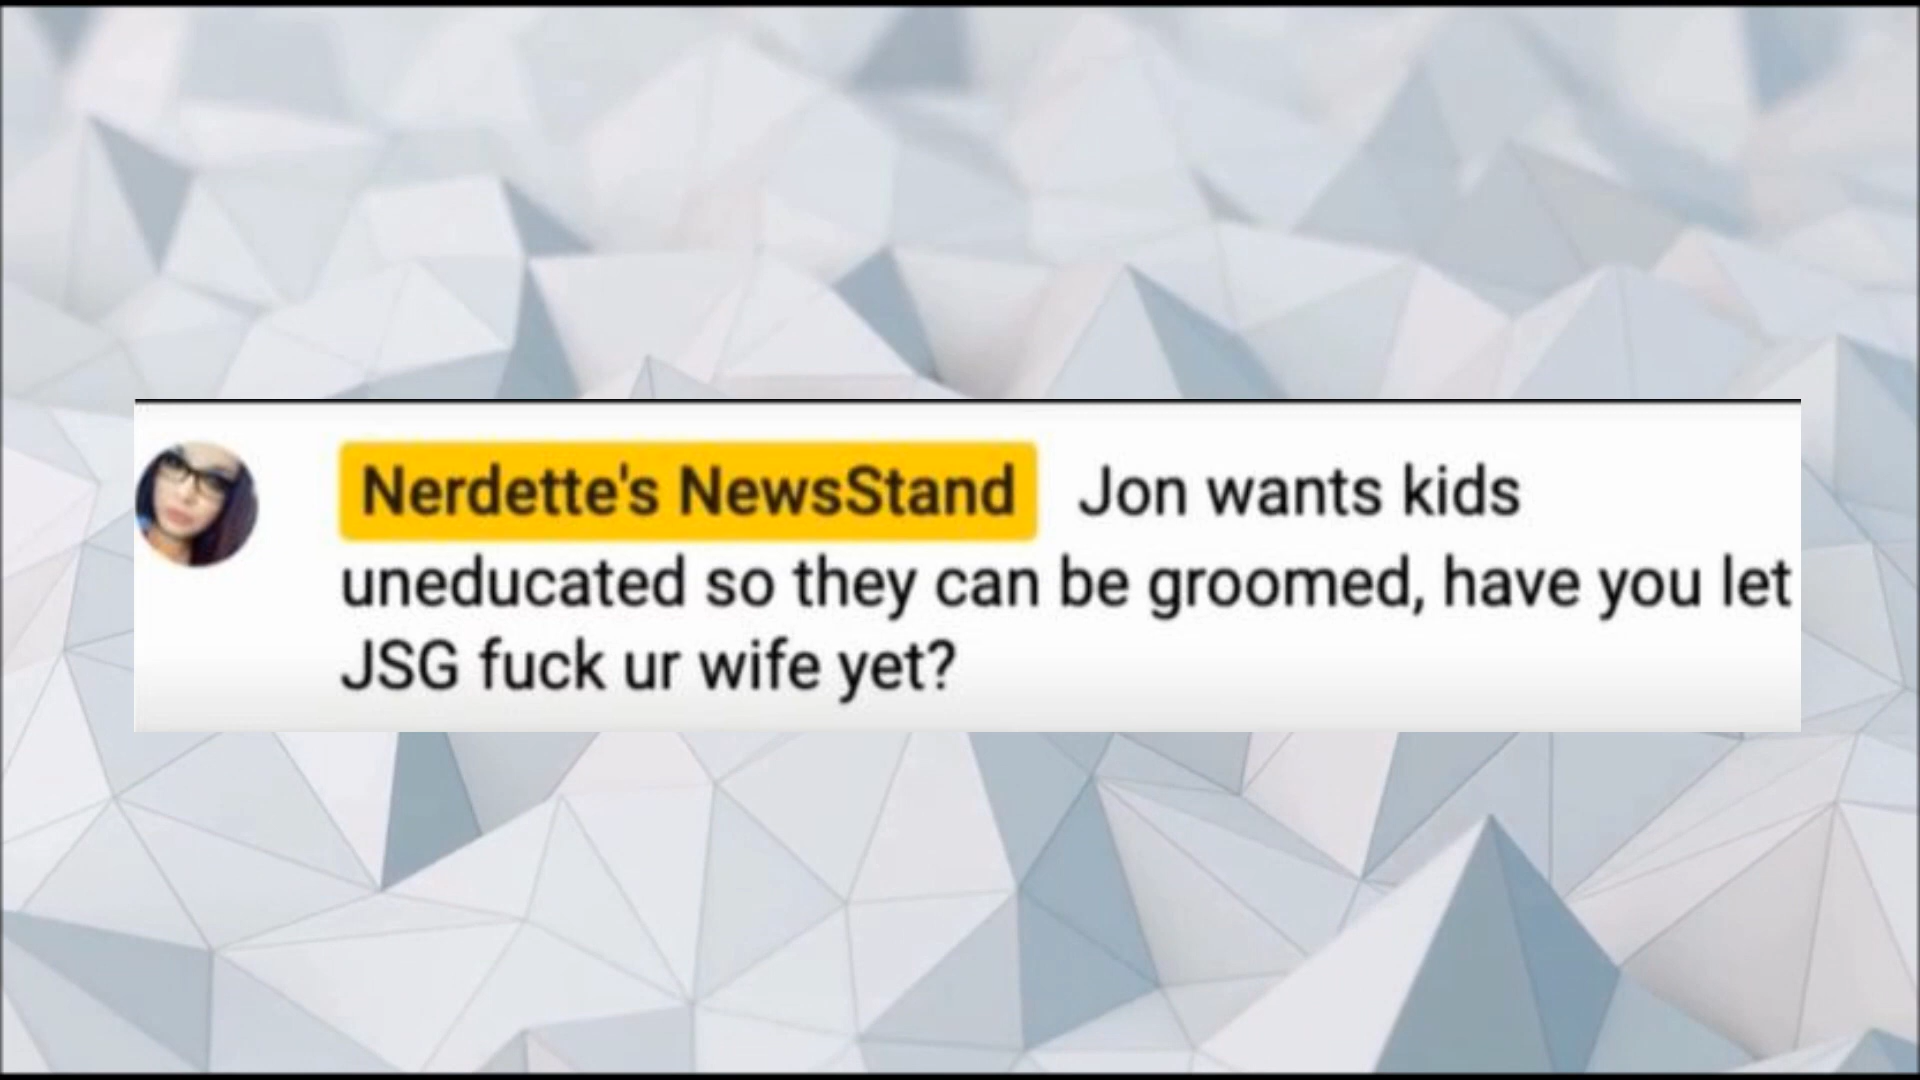 Nerdette's NewsStand Jon wants kids
uneducated so they can be groomed, have you let
JSG fuck ur wife yet?